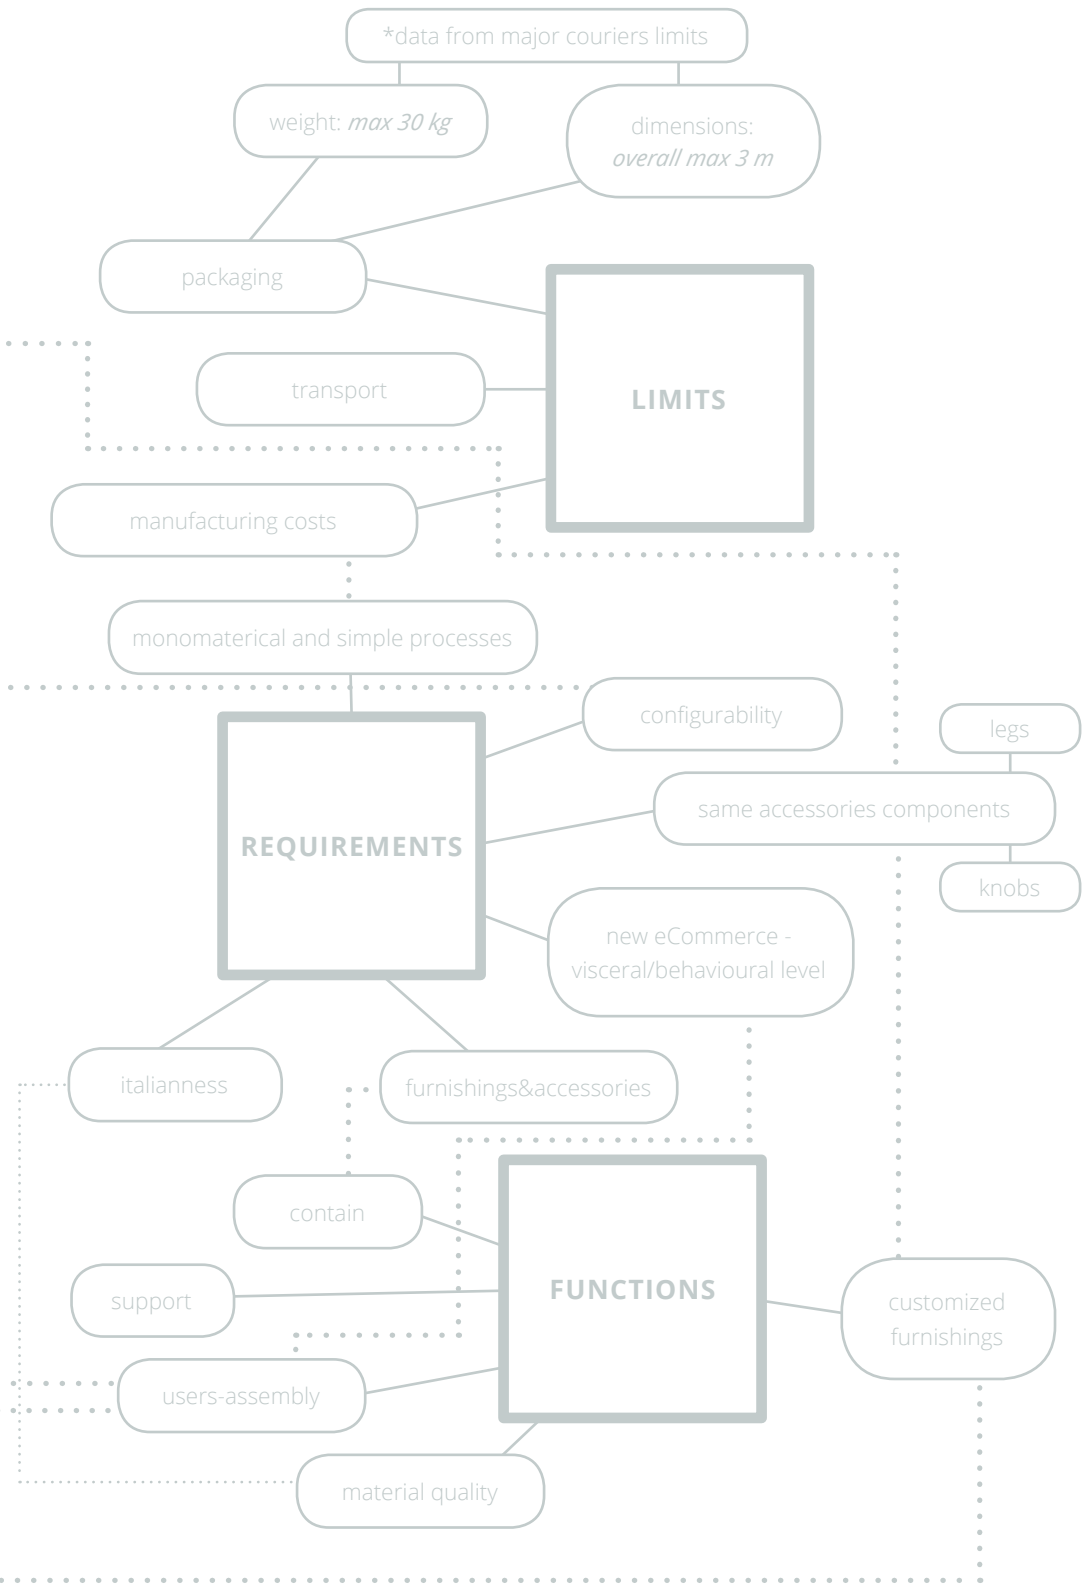 *data from major couriers limits
weight: max 30 kg
dimensions:
overall max 3 m
packaging
transport
LIMITS
manufacturing costs
monomaterical and simple processes
configurability
legs
same accessories components
REQUIREMENTS
knobs
new eCommerce -
visceral/behavioural level
italianness
furnishings&accessories
contain
support
FUNCTIONS
customized
furnishings
users-assembly
material quality